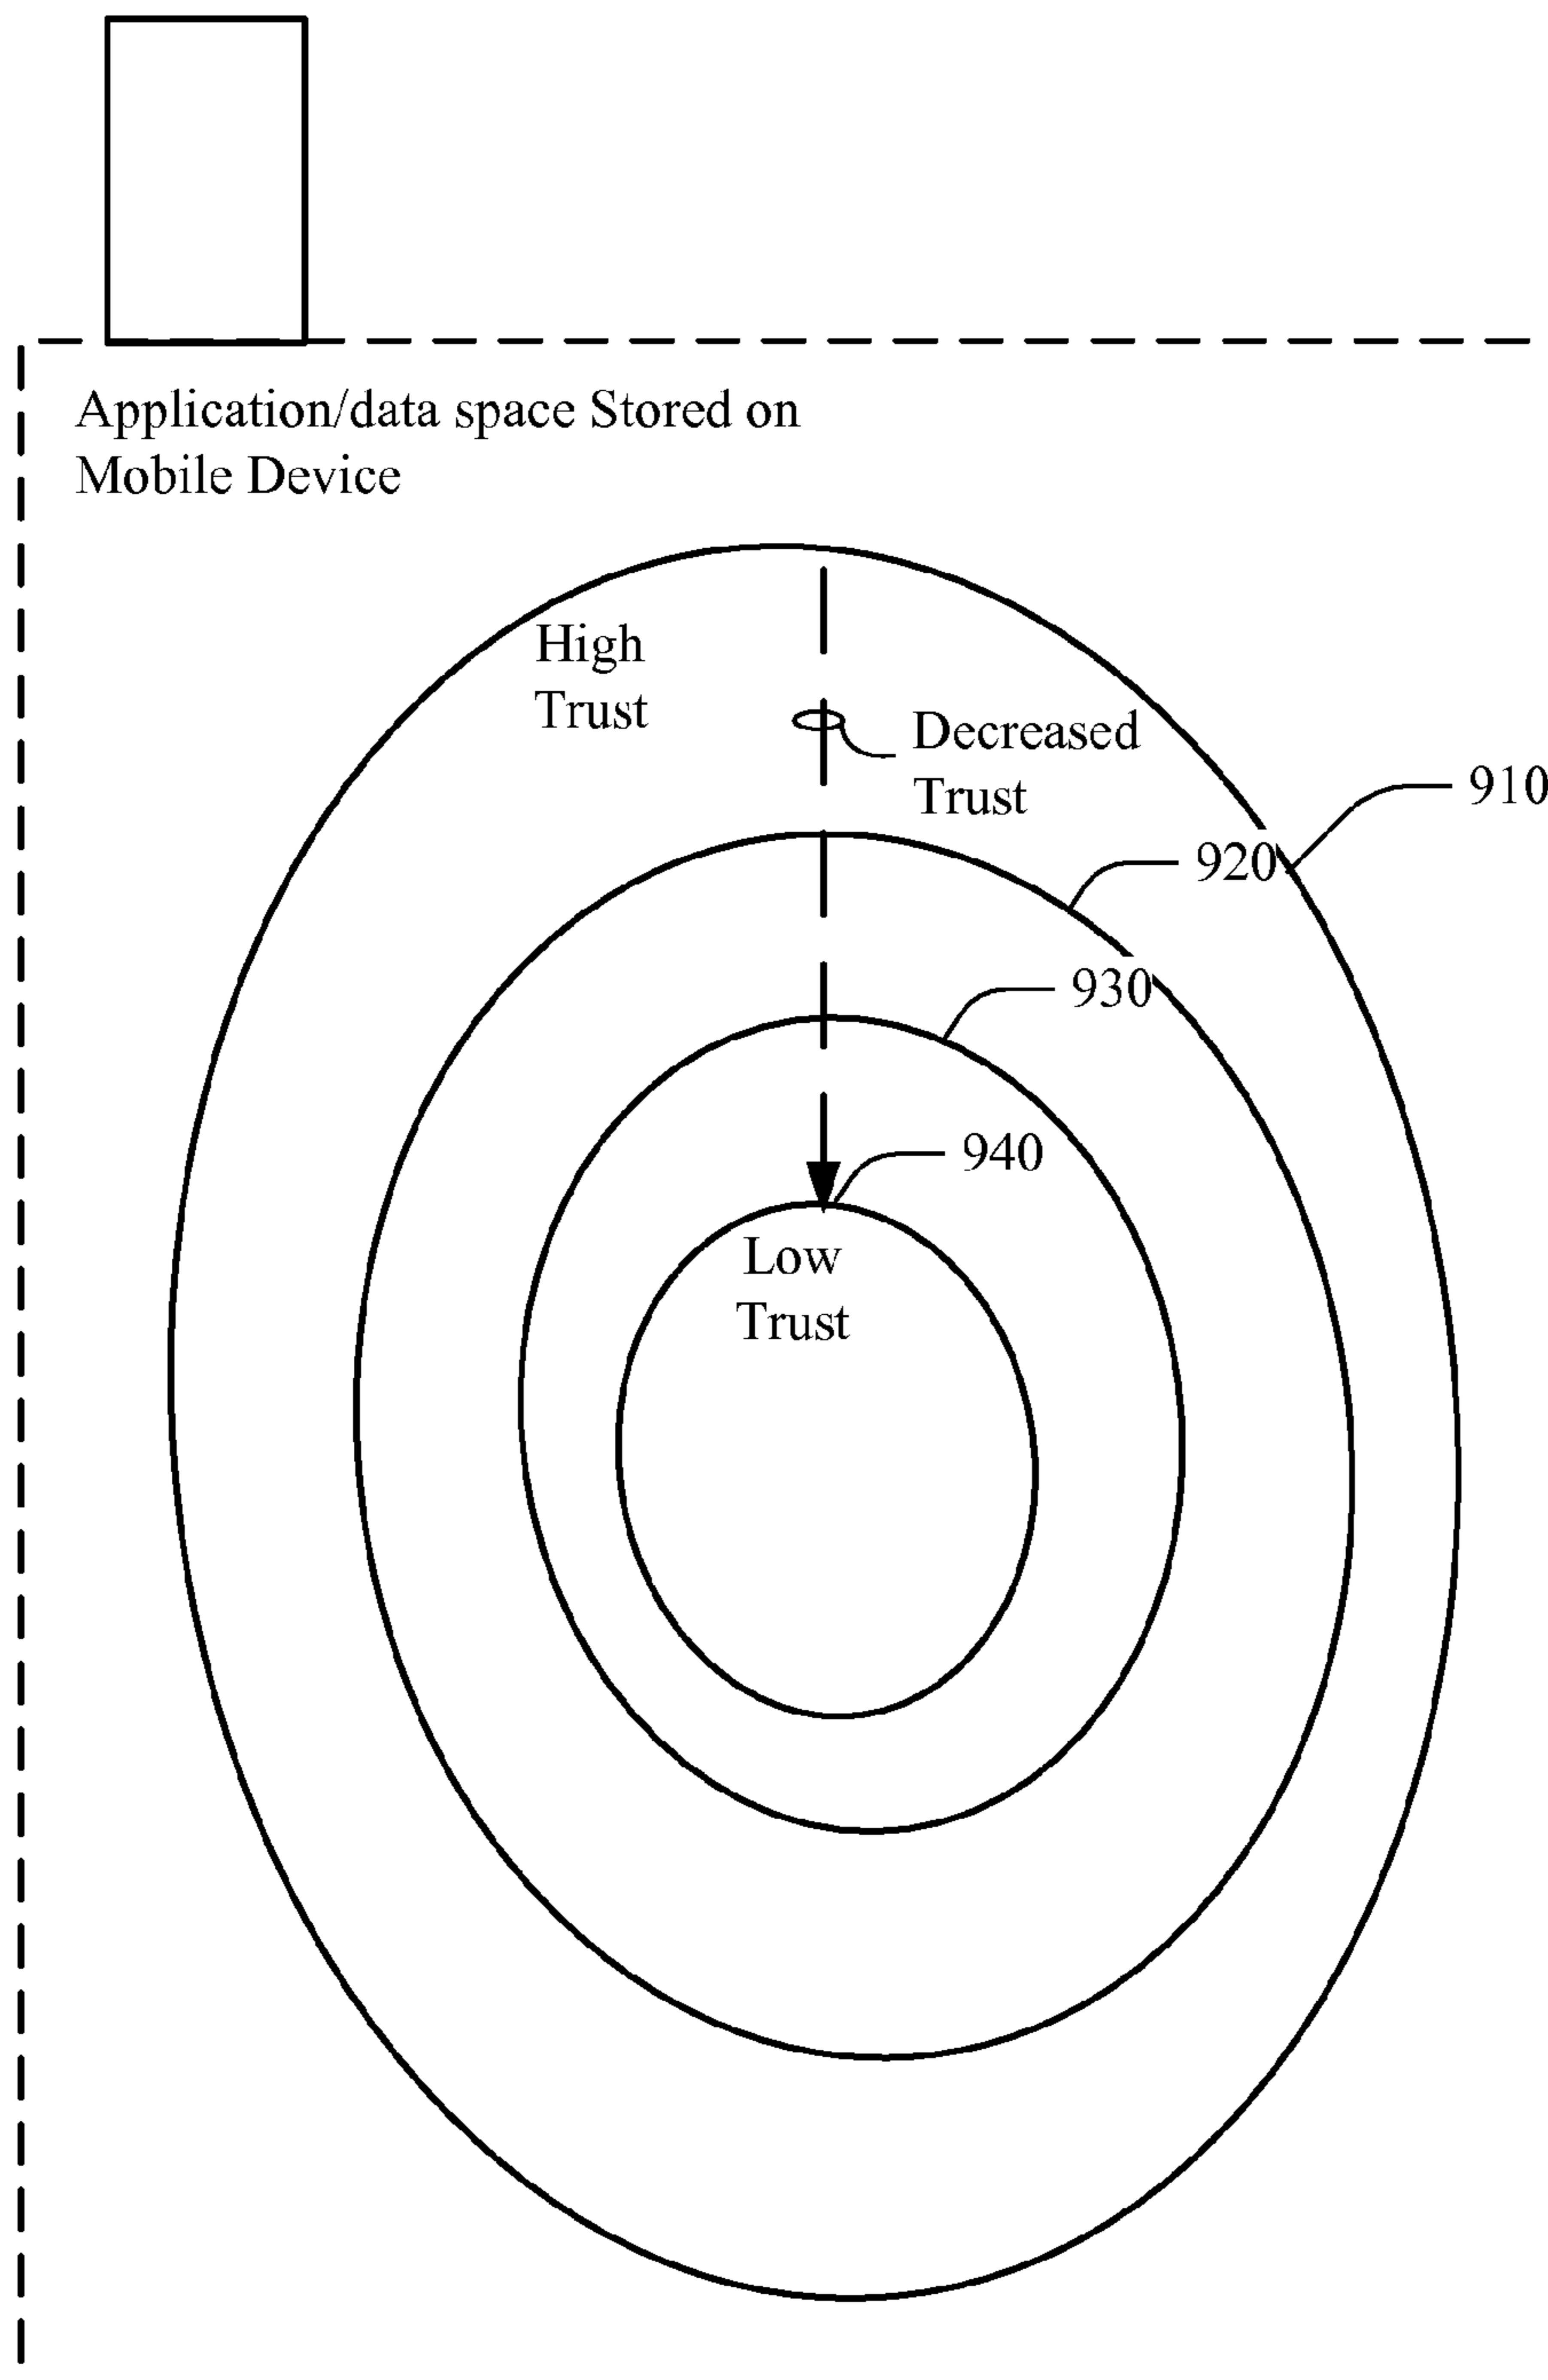 Application/data space Stored on
Mobile Device
High
Trust
Decreased
Trust
910
920
930
940
Low
Trust